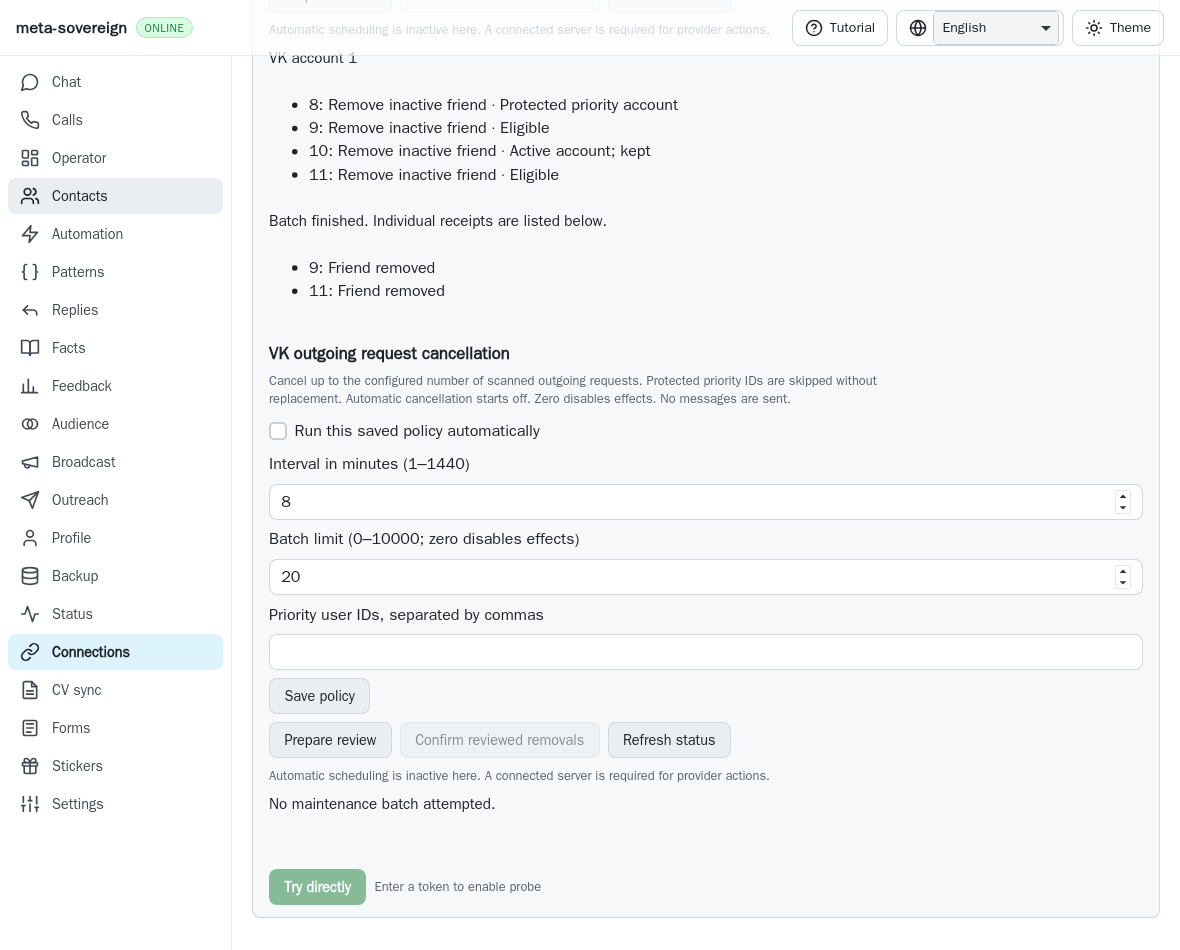 meta-sovereign
ONLINE
Tutorial
English
Theme
Chat
Calls
Operator
Contacts
Automation
Patterns
Replies
Facts
Feedback
Audience
Broadcast
Outreach
Profile
Backup
Status
Connections
CV sync
Forms
Stickers
Settings
Automatic scheduling is inactive here. A connected server is required for provider actions.
VK account 1
8: Remove inactive friend · Protected priority account
9: Remove inactive friend · Eligible
10: Remove inactive friend · Active account; kept
11: Remove inactive friend · Eligible
Batch finished. Individual receipts are listed below.
9: Friend removed
11: Friend removed
VK outgoing request cancellation
Cancel up to the configured number of scanned outgoing requests. Protected priority IDs are skipped without
replacement. Automatic cancellation starts off. Zero disables effects. No messages are sent.
Run this saved policy automatically
Interval in minutes (1–1440)
8
Batch limit (0–10000; zero disables effects)
20
Priority user IDs, separated by commas
Save policy
Prepare review
Confirm reviewed removals
Refresh status
Automatic scheduling is inactive here. A connected server is required for provider actions.
No maintenance batch attempted.
Try directly
Enter a token to enable probe